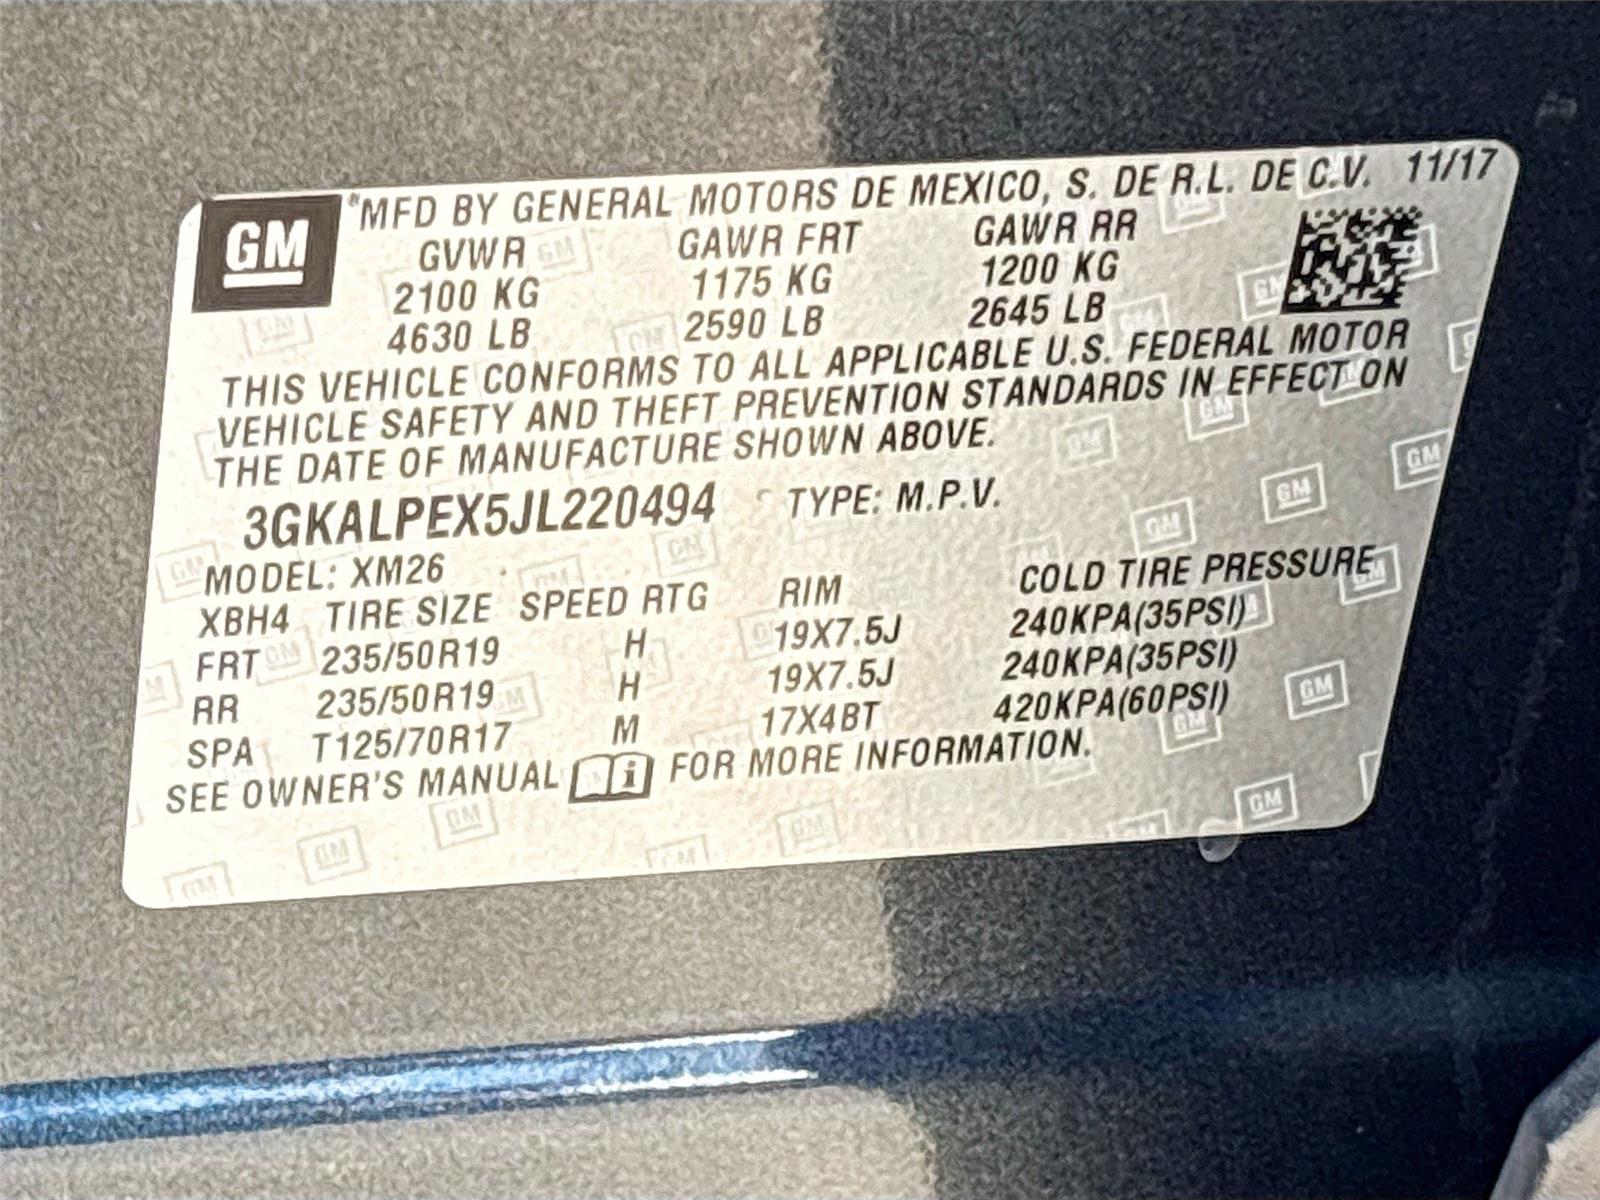 GM ®MFD BY GENERAL MOTORS DE MEXICO, S. DE R.L. DE C.V. 11/17
GVWR GAWR FRT GAWR RR
2100 KG 1175 KG 1200 KG
4630 LB 2590 LB 2645 LB
THIS VEHICLE CONFORMS TO ALL APPLICABLE U.S. FEDERAL MOTOR
VEHICLE SAFETY AND THEFT PREVENTION STANDARDS IN EFFECT ON
THE DATE OF MANUFACTURE SHOWN ABOVE.
3GKALPEX5JL220494 TYPE: M.P.V.
MODEL: XM26
XBH4 TIRE SIZE SPEED RTG RIM COLD TIRE PRESSURE
FRT 235/50R19 H 19X7.5J 240KPA(35PSI)
RR 235/50R19 H 19X7.5J 240KPA(35PSI)
SPA T125/70R17 M 17X4BT 420KPA(60PSI)
SEE OWNER'S MANUAL i FOR MORE INFORMATION.